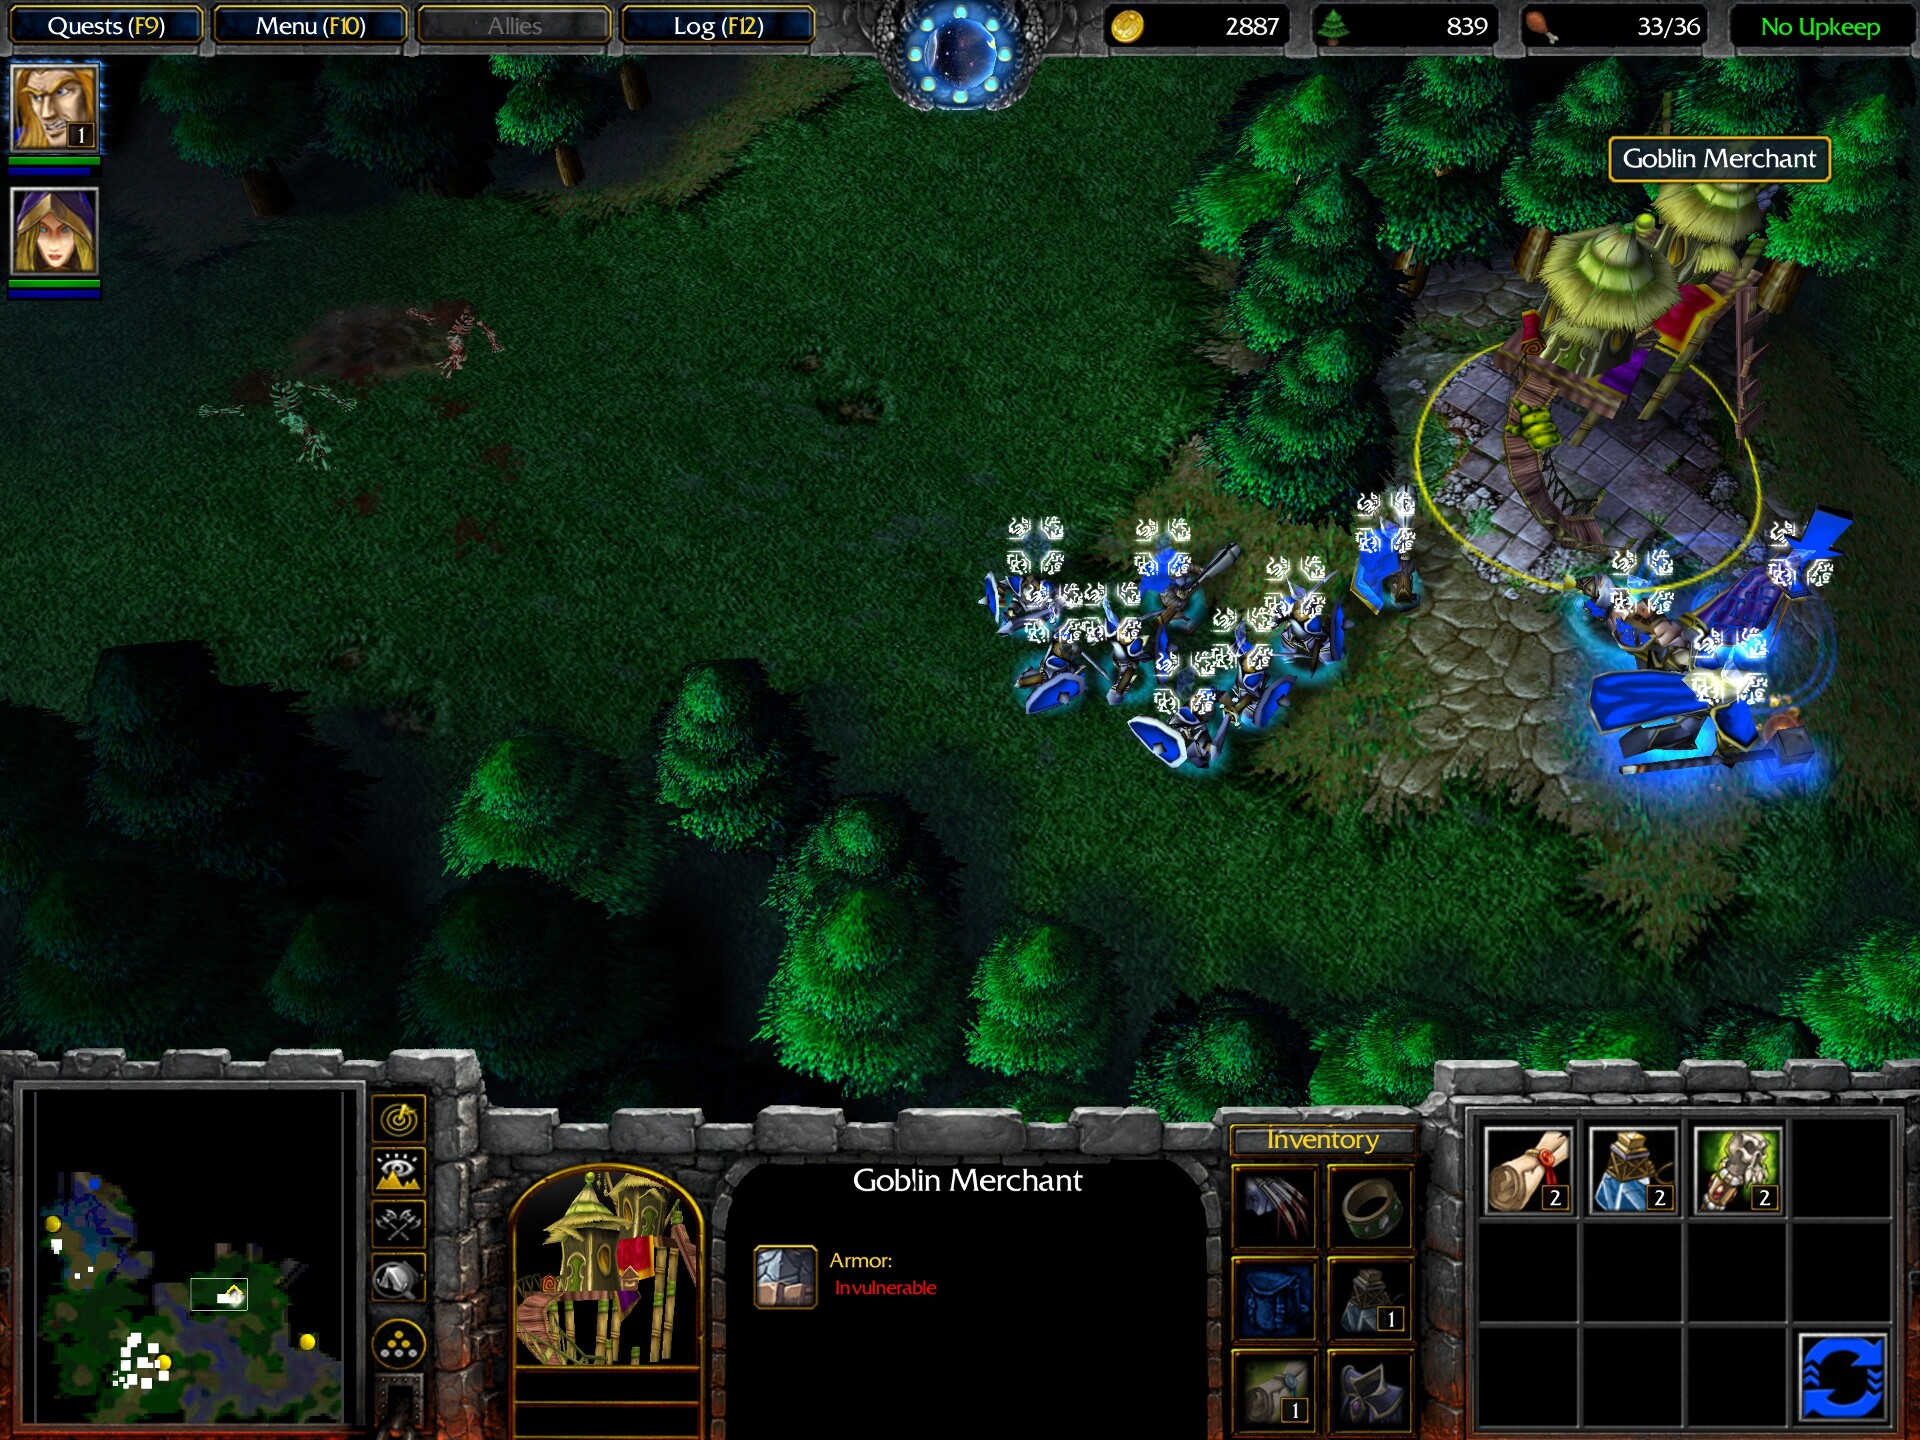 Quests (F9) Menu (F10) Allies Log (F12) 2887 839 33/36 No Upkeep
1
Goblin Merchant
Inventory
Goblin Merchant
2 2 2
Armor:
Invulnerable
1
1